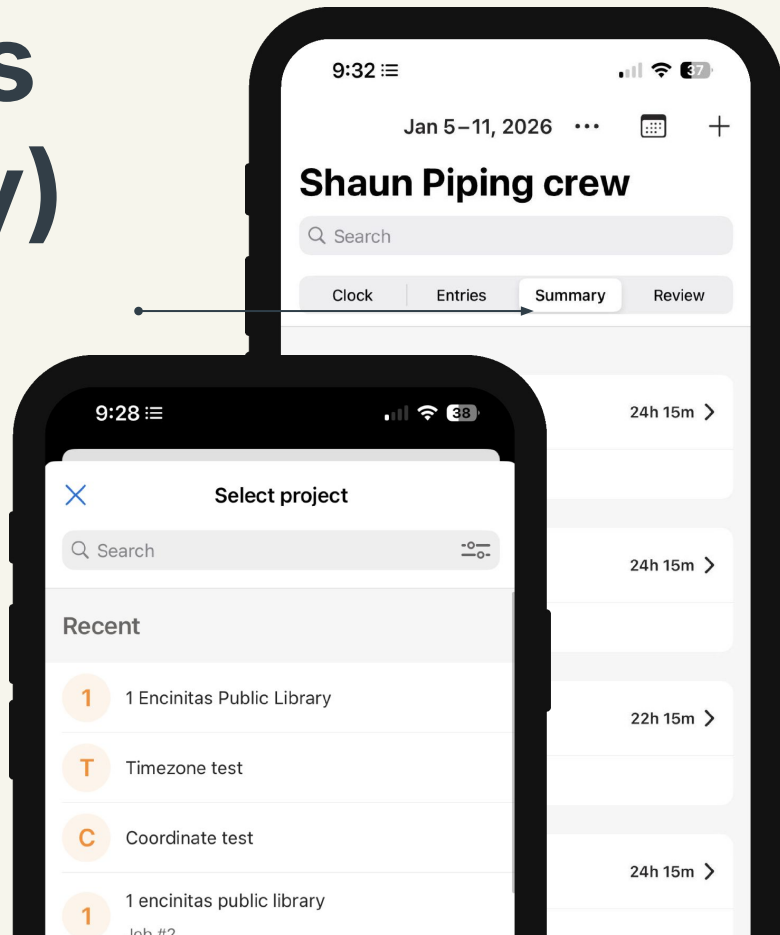 s
y)
9:32
37
Jan 5–11, 2026
Shaun Piping crew
Search
Clock Entries Summary Review
24h 15m
24h 15m
22h 15m
24h 15m
9:28
38
Select project
Search
Recent
1 1 Encinitas Public Library
T Timezone test
C Coordinate test
1 1 encinitas public library
Job #2